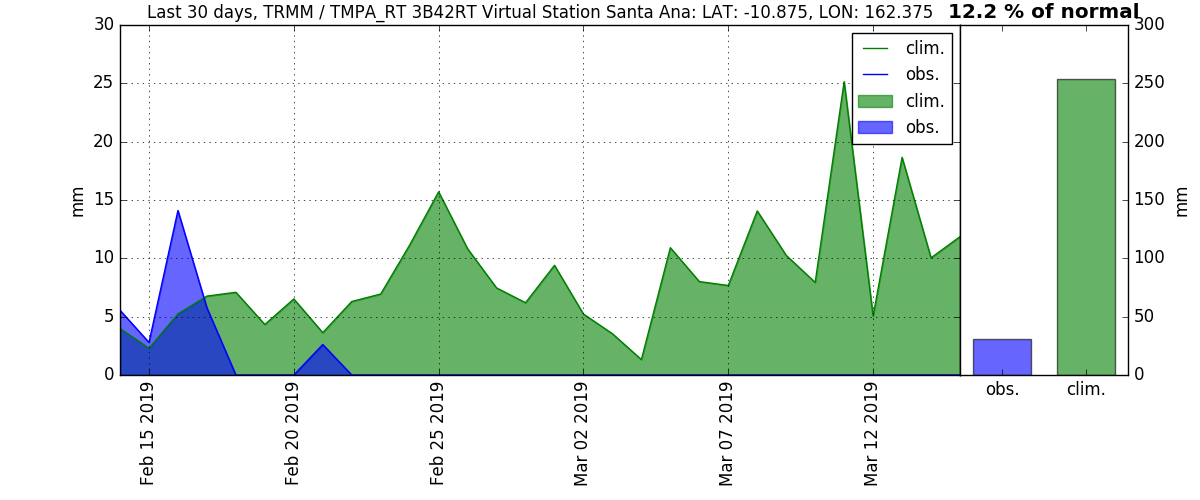 Last 30 days, TRMM / TMPA_RT 3B42RT Virtual Station Santa Ana: LAT: -10.875, LON: 162.375 12.2 % of normal
30
25
20
15
10
5
0
mm
clim.
obs.
clim.
obs.
300
250
200
150
100
50
0
mm
Feb 15 2019
Feb 20 2019
Feb 25 2019
Mar 02 2019
Mar 07 2019
Mar 12 2019
obs.
clim.